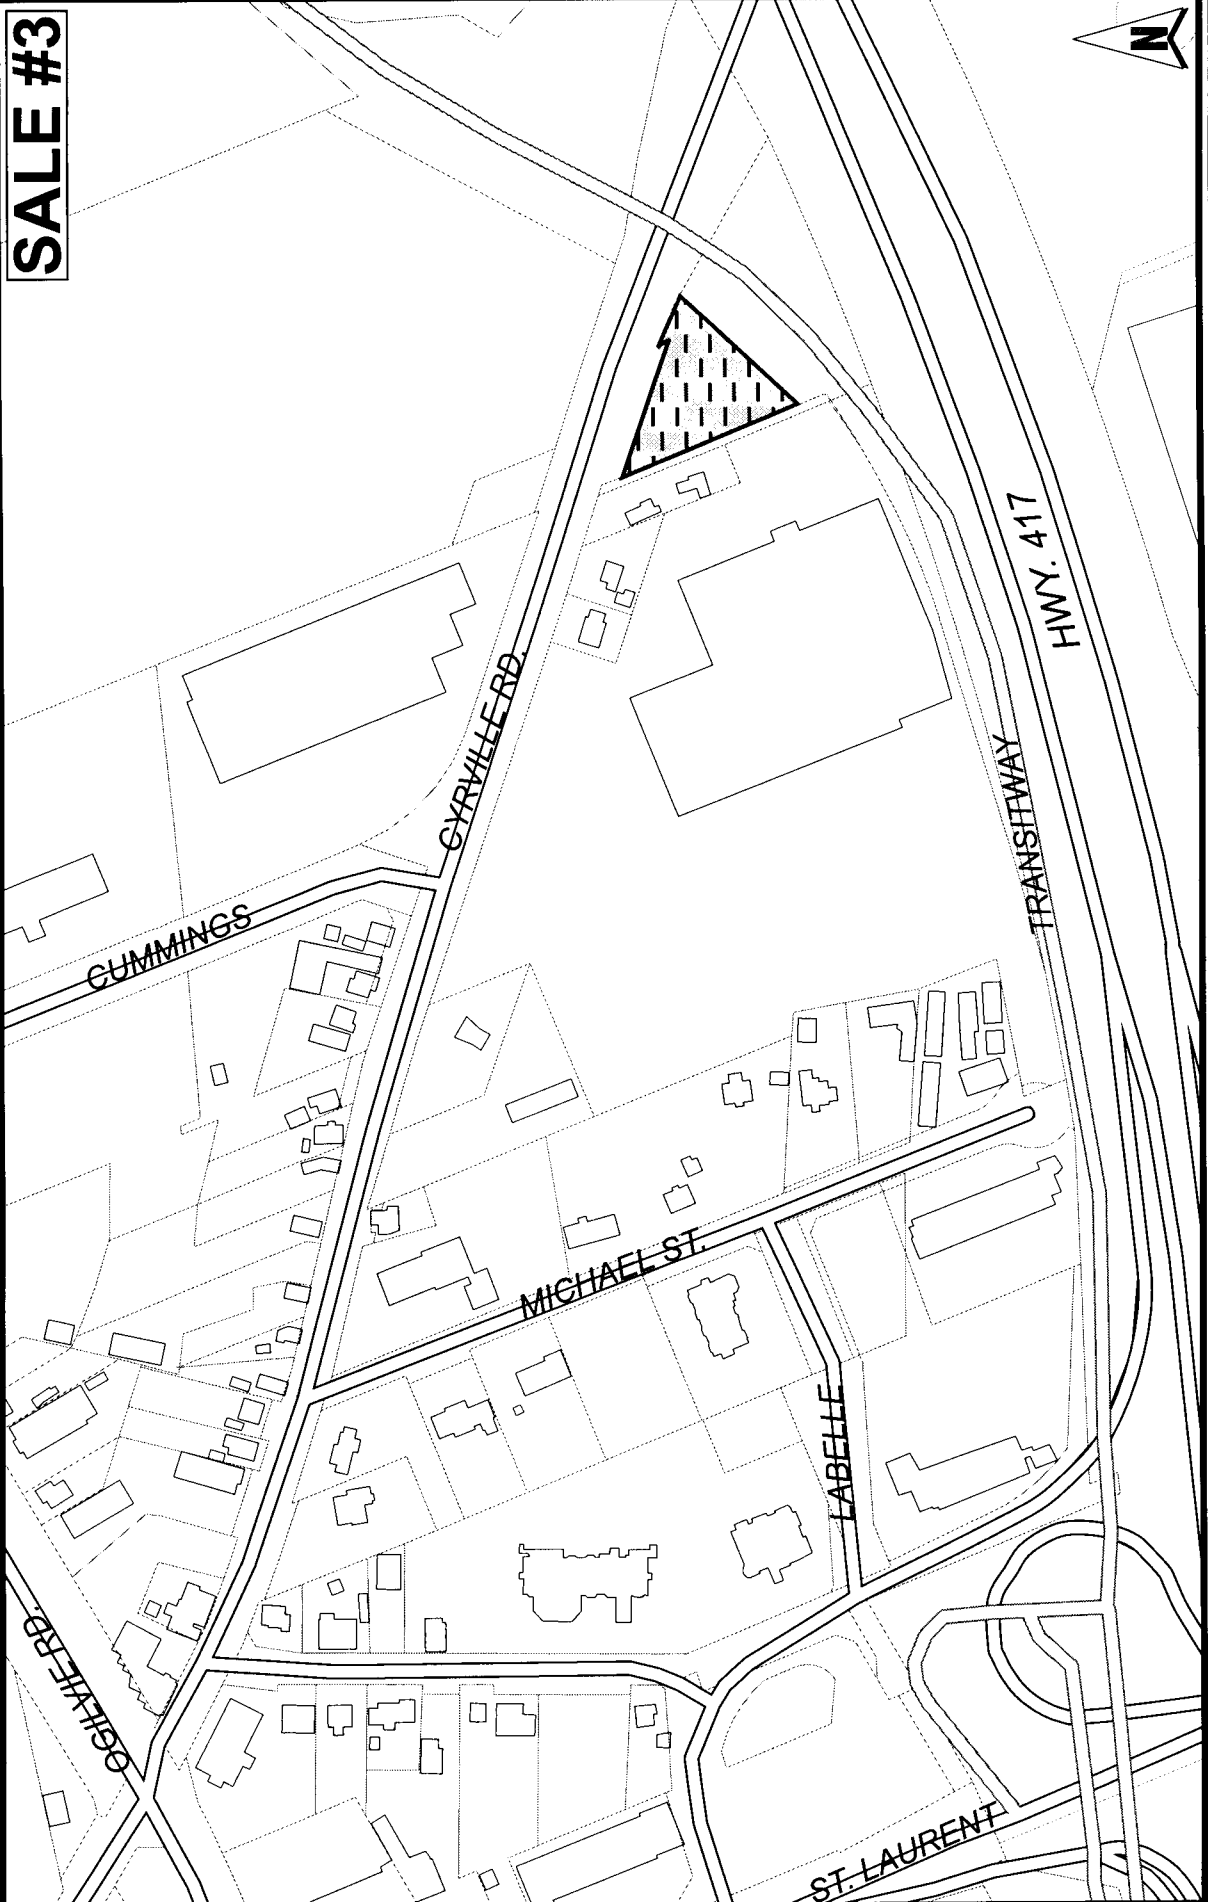 SALE #3
N
HWY. 417
CYRVILLE RD.
TRANSITWAY
CUMMINGS
MICHAEL ST.
LABELLE
OGILVIE RD.
ST. LAURENT